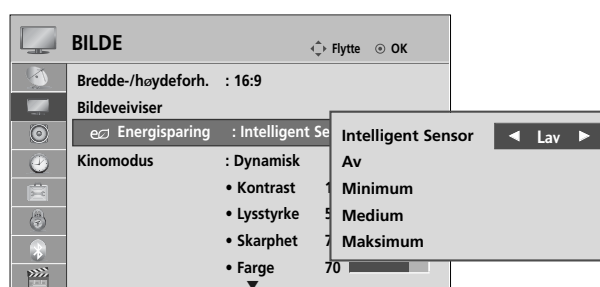 BILDE
Flytte OK
Bredde-/høydeforh. : 16:9
Bildeveiviser
Energisparing : Intelligent Se
Kinomodus : Dynamisk
• Kontrast 1
• Lysstyrke 5
• Skarphet 7
• Farge 70
Intelligent Sensor ◄ Lav ►
Av
Minimum
Medium
Maksimum